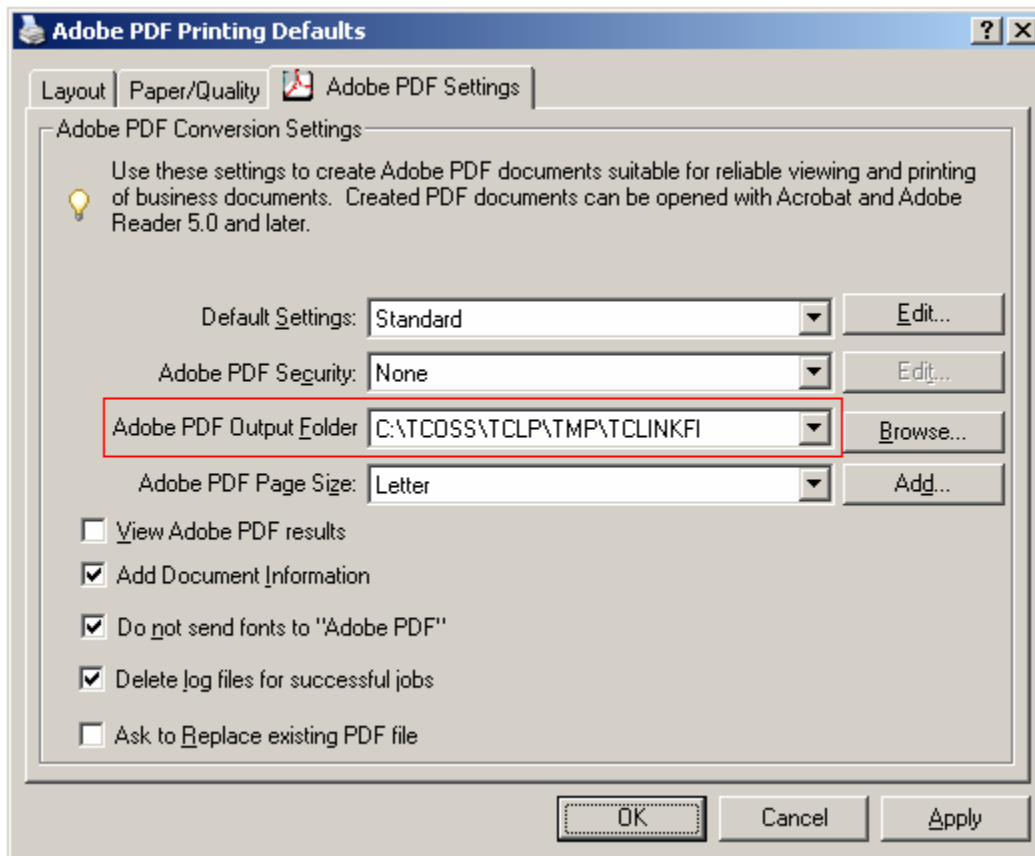 Adobe PDF Printing Defaults
Layout Paper/Quality Adobe PDF Settings
Adobe PDF Conversion Settings
Use these settings to create Adobe PDF documents suitable for reliable viewing and printing
of business documents. Created PDF documents can be opened with Acrobat and Adobe
Reader 5.0 and later.
Default Settings: Standard Edit...
Adobe PDF Security: None Edit...
Adobe PDF Output Folder C:\TCOSS\TCLP\TMP\TCLINKFI Browse...
Adobe PDF Page Size: Letter Add...
View Adobe PDF results
Add Document Information
Do not send fonts to "Adobe PDF"
Delete log files for successful jobs
Ask to Replace existing PDF file
OK Cancel Apply